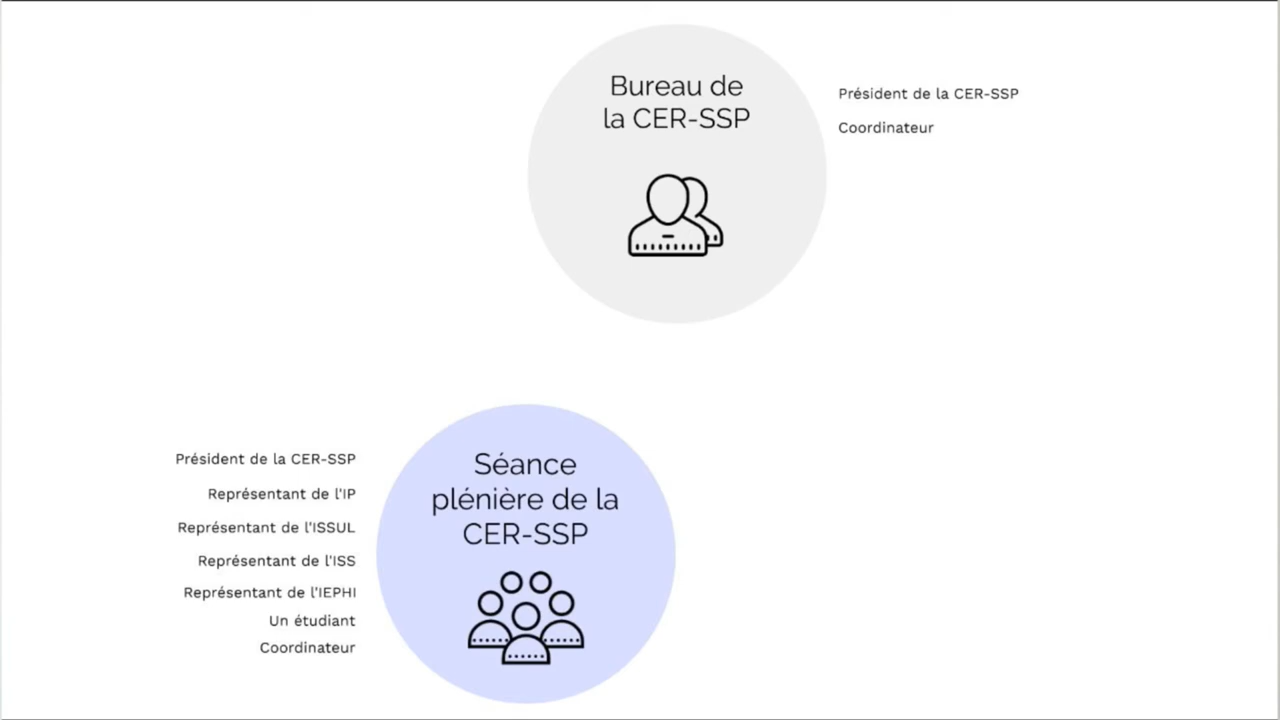 Bureau de
la CER-SSP
Président de la CER-SSP
Coordinateur
Séance
plénière de la
CER-SSP
Président de la CER-SSP
Représentant de l'IP
Représentant de l'ISSUL
Représentant de l'ISS
Représentant de l'IEPHI
Un étudiant
Coordinateur